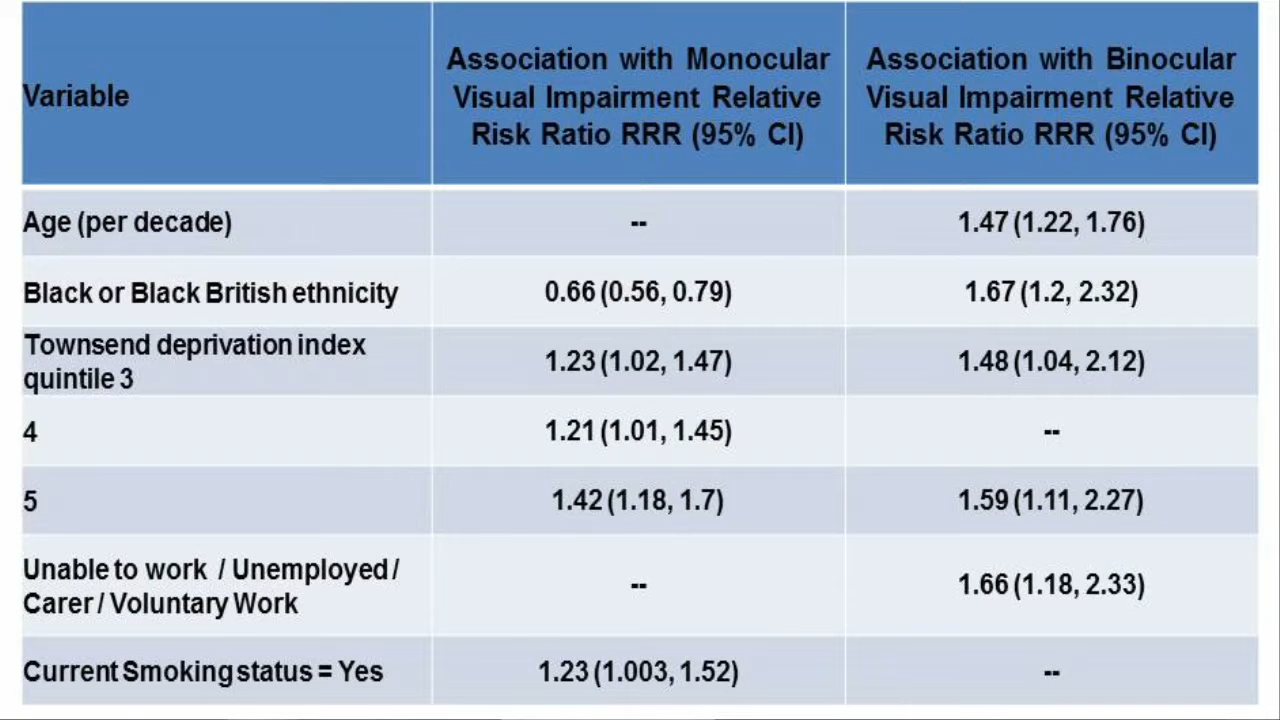 Variable
Association with Monocular
Visual Impairment Relative
Risk Ratio RRR (95% CI)
Association with Binocular
Visual Impairment Relative
Risk Ratio RRR (95% CI)
Age (per decade)
--
1.47 (1.22, 1.76)
Black or Black British ethnicity
0.66 (0.56, 0.79)
1.67 (1.2, 2.32)
Townsend deprivation index
quintile 3
1.23 (1.02, 1.47)
1.48 (1.04, 2.12)
4
1.21 (1.01, 1.45)
--
5
1.42 (1.18, 1.7)
1.59 (1.11, 2.27)
Unable to work / Unemployed /
Carer / Voluntary Work
--
1.66 (1.18, 2.33)
Current Smoking status = Yes
1.23 (1.003, 1.52)
--